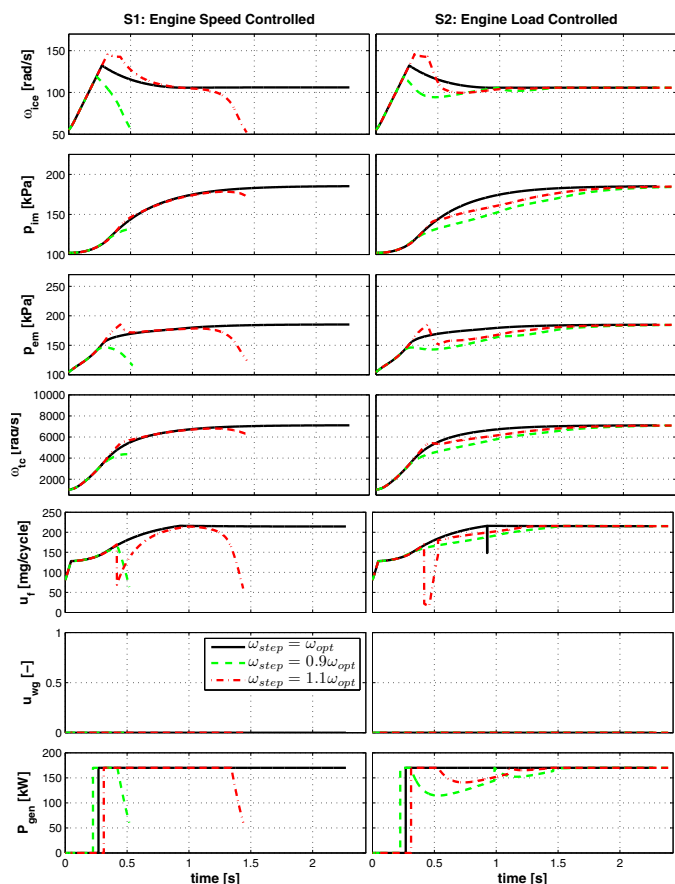 S1: Engine Speed Controlled
S2: Engine Load Controlled
ω_ice [rad/s]
150
100
50
p_im [kPa]
200
150
100
p_em [kPa]
250
200
150
100
ω_tc [rad/s]
10000
8000
6000
4000
2000
u_f [mg/cycle]
250
200
150
100
50
0
u_wg [–]
1
0.5
0
ω_step = ω_opt
ω_step = 0.9ω_opt
ω_step = 1.1ω_opt
P_gen [kW]
200
150
100
50
0
0 0.5 1 1.5 2
0 0.5 1 1.5 2
time [s]
time [s]